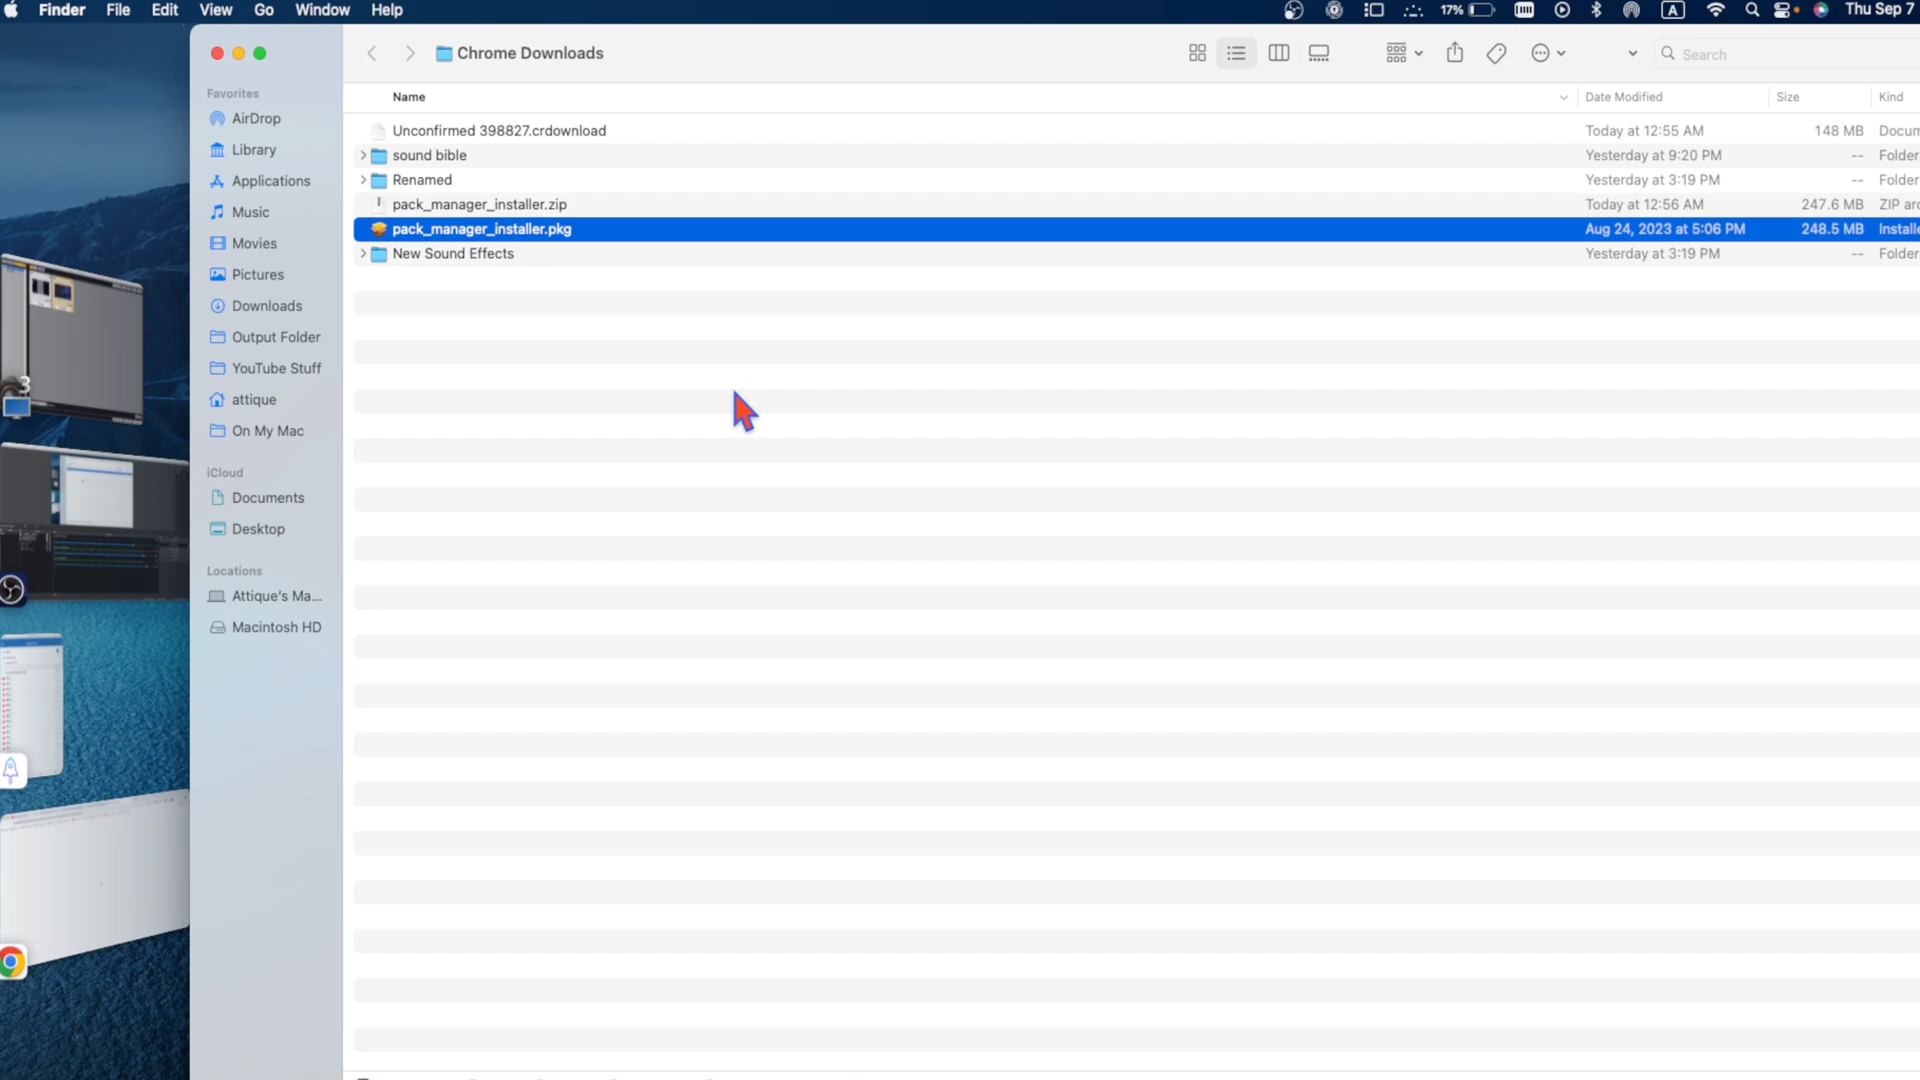 Finder File Edit View Go Window Help 17% A Thu Sep 7
Chrome Downloads Search
Favorites
AirDrop
Library
Applications
Music
Movies
Pictures
Downloads
Output Folder
YouTube Stuff
attique
On My Mac
iCloud
Documents
Desktop
Locations
Attique's Ma...
Macintosh HD
Name Date Modified Size Kind
Unconfirmed 398827.crdownload Today at 12:55 AM 148 MB Docum
sound bible Yesterday at 9:20 PM -- Folder
Renamed Yesterday at 3:19 PM -- Folder
pack_manager_installer.zip Today at 12:56 AM 247.6 MB ZIP arc
pack_manager_installer.pkg Aug 24, 2023 at 5:06 PM 248.5 MB Installe
New Sound Effects Yesterday at 3:19 PM -- Folder
3